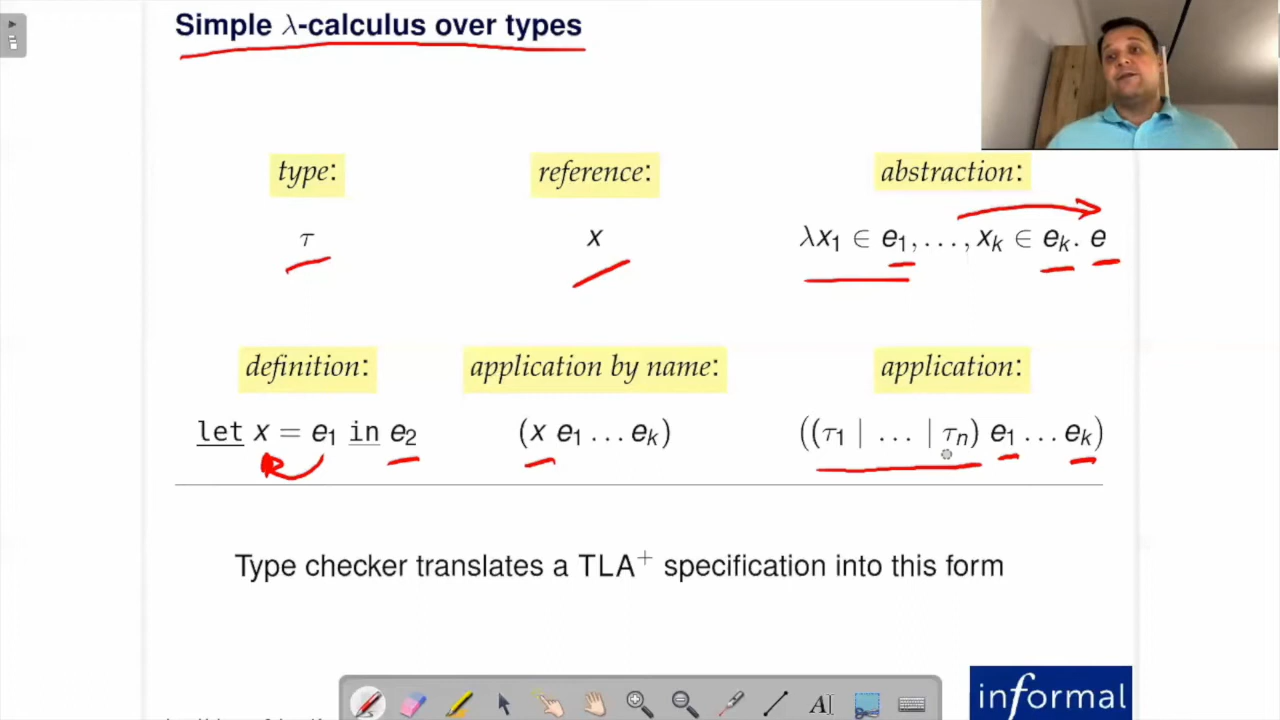 Simple λ-calculus over types
type: reference: abstraction:
τ x λx₁ ∈ e₁, …, xₖ ∈ eₖ. e
definition: application by name: application:
let x = e₁ in e₂ (x e₁ … eₖ) ((τ₁ | … | τₙ) e₁ … eₖ)
Type checker translates a TLA⁺ specification into this form
informal